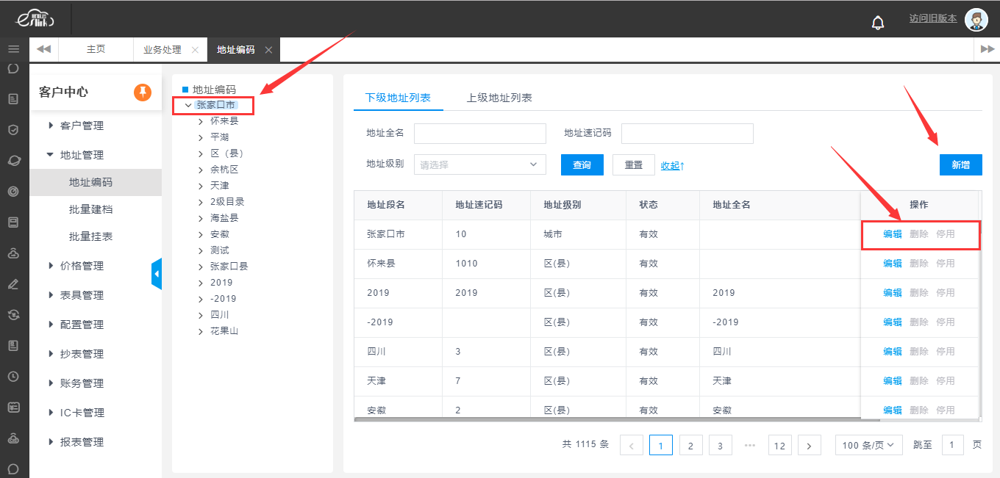 易联云
eslink
访问旧版本
主页
业务处理
地址编码
客户中心
客户管理
地址管理
地址编码
批量建档
批量挂表
价格管理
表具管理
配置管理
抄表管理
账务管理
IC卡管理
报表管理
地址编码
张家口市
怀来县
平湖
区（县）
余杭区
天津
2级目录
海盐县
安徽
测试
张家口县
2019
-2019
四川
花果山
下级地址列表 上级地址列表
地址全名 地址速记码
地址级别 请选择 查询 重置 收起↑ 新增
地址段名 地址速记码 地址级别 状态 地址全名 操作
张家口市 10 城市 有效 编辑 删除 停用
怀来县 1010 区(县) 有效 编辑 删除 停用
2019 2019 区(县) 有效 2019 编辑 删除 停用
-2019 区(县) 有效 -2019 编辑 删除 停用
四川 3 区(县) 有效 四川 编辑 删除 停用
天津 7 区(县) 有效 天津 编辑 删除 停用
安徽 2 区(县) 有效 安徽 编辑 删除 停用
共 1115 条 < 1 2 3 ••• 12 > 100 条/页 跳至 1 页